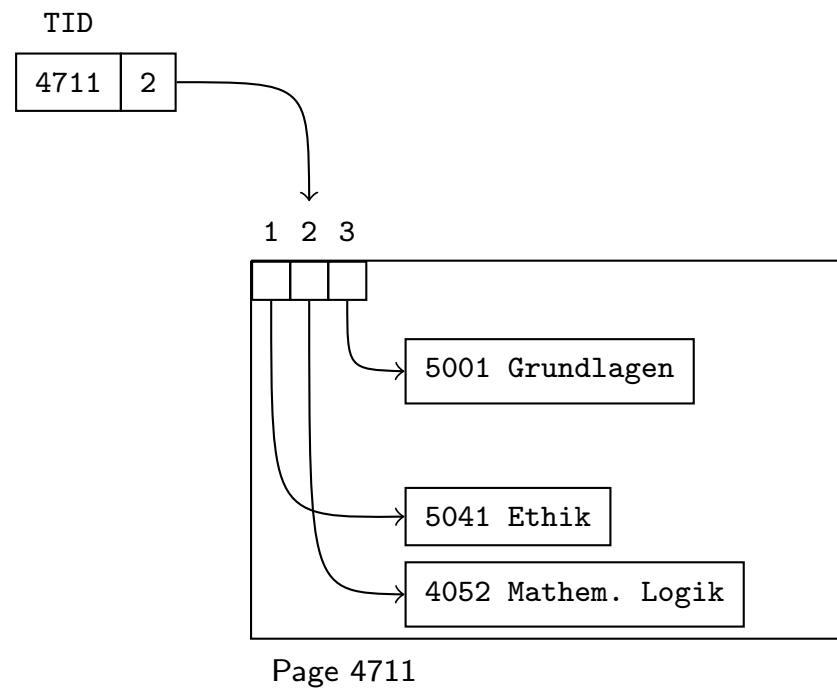 TID
4711 2
1 2 3
5001 Grundlagen
5041 Ethik
4052 Mathem. Logik
Page 4711